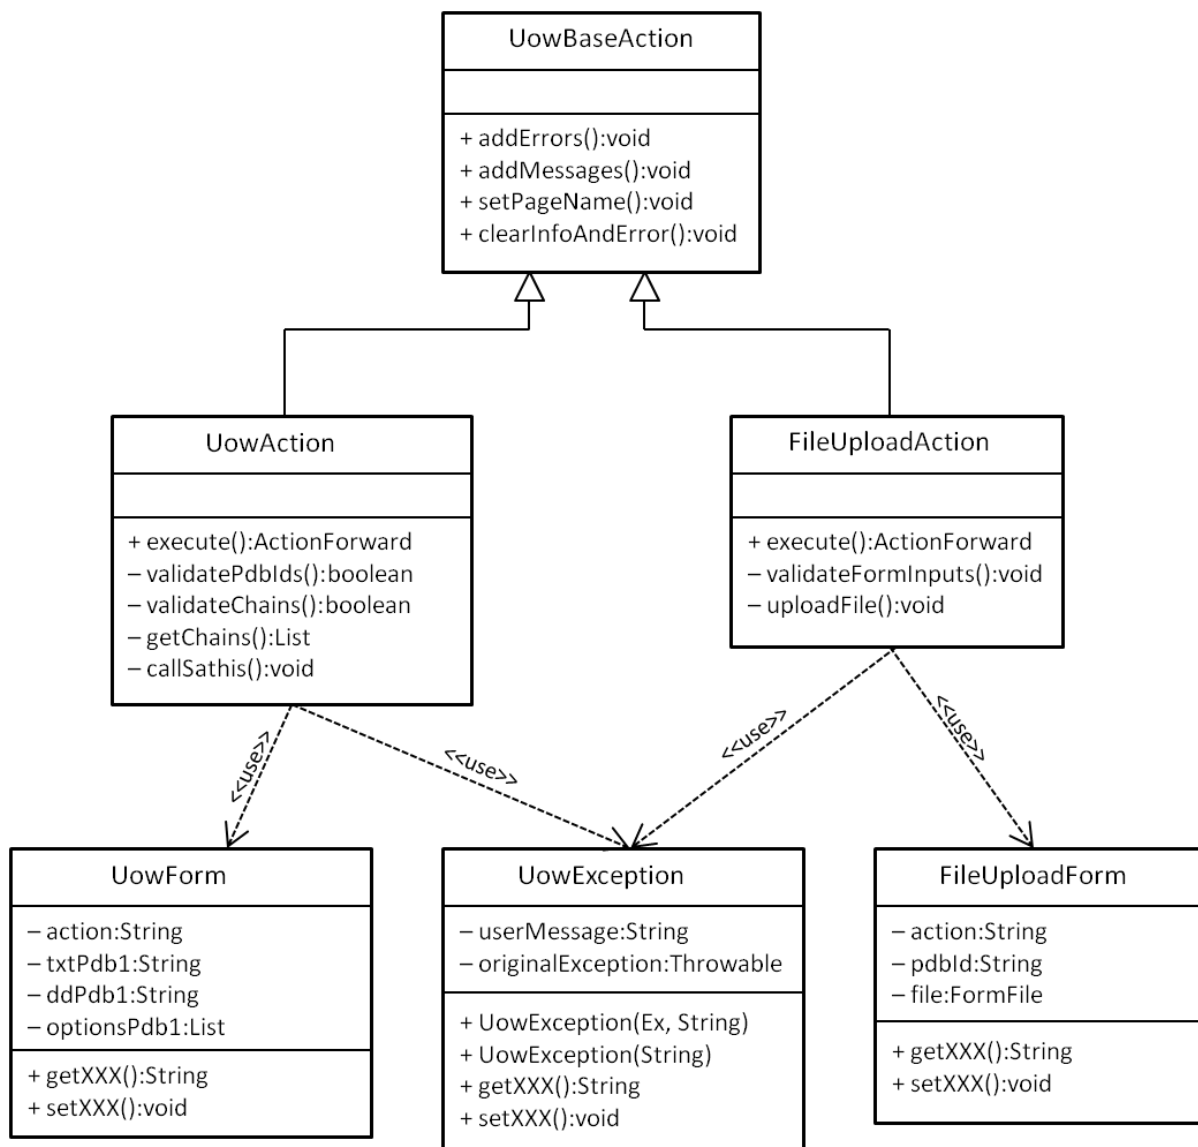 UowBaseAction
+ addErrors():void
+ addMessages():void
+ setPageName():void
+ clearInfoAndError():void
UowAction
+ execute():ActionForward
– validatePdbIds():boolean
– validateChains():boolean
– getChains():List
– callSathis():void
FileUploadAction
+ execute():ActionForward
– validateFormInputs():void
– uploadFile():void
<<use>>
<<use>>
<<use>>
<<use>>
UowForm
– action:String
– txtPdb1:String
– ddPdb1:String
– optionsPdb1:List
+ getXXX():String
+ setXXX():void
UowException
– userMessage:String
– originalException:Throwable
+ UowException(Ex, String)
+ UowException(String)
+ getXXX():String
+ setXXX():void
FileUploadForm
– action:String
– pdbId:String
– file:FormFile
+ getXXX():String
+ setXXX():void